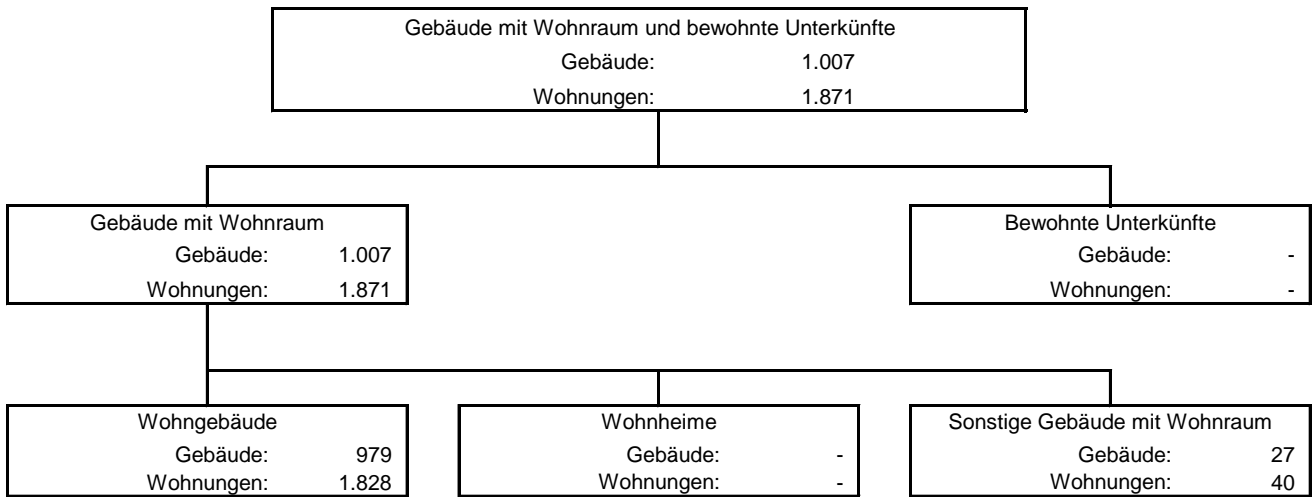 Gebäude mit Wohnraum und bewohnte Unterkünfte
Gebäude: 1.007
Wohnungen: 1.871
Gebäude mit Wohnraum
Gebäude: 1.007
Wohnungen: 1.871
Bewohnte Unterkünfte
Gebäude: -
Wohnungen: -
Wohngebäude
Gebäude: 979
Wohnungen: 1.828
Wohnheime
Gebäude: -
Wohnungen: -
Sonstige Gebäude mit Wohnraum
Gebäude: 27
Wohnungen: 40